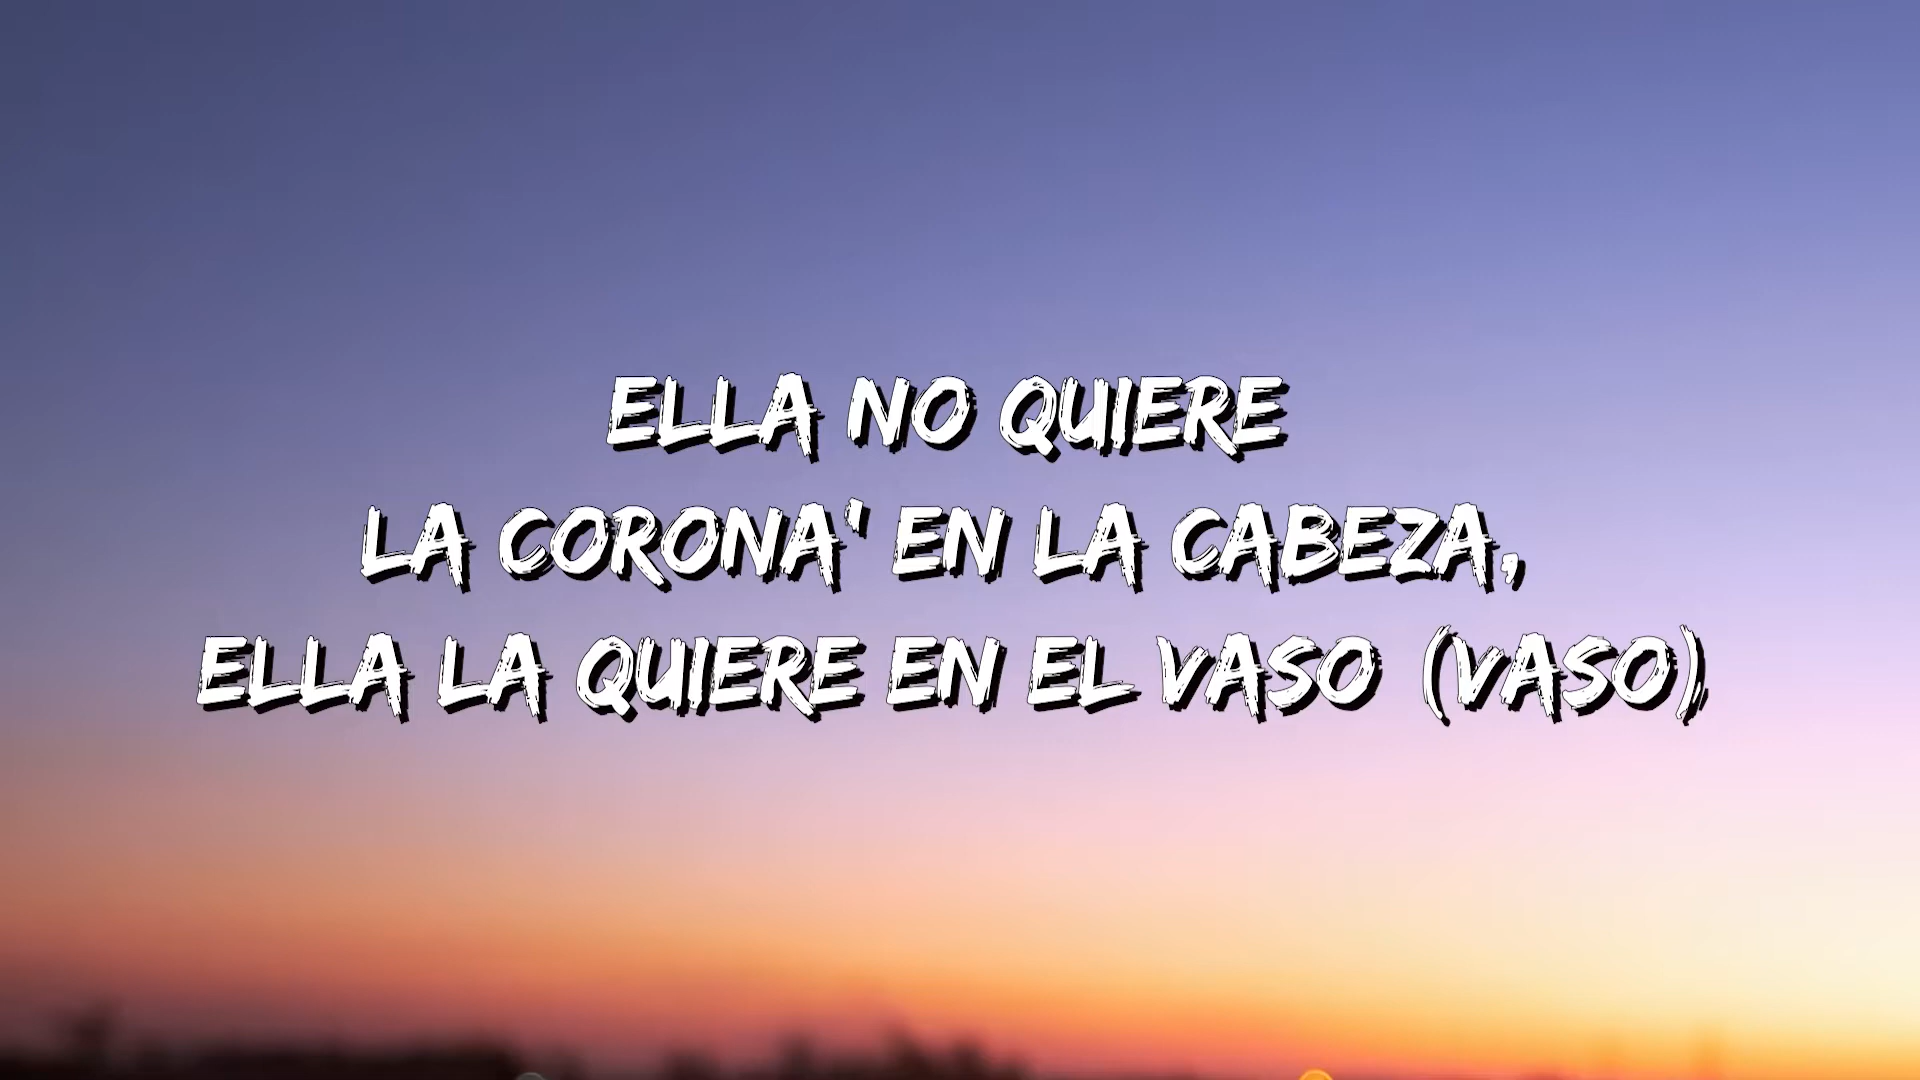 ELLA NO QUIERE
LA CORONA' EN LA CABEZA,
ELLA LA QUIERE EN EL VASO (VASO),